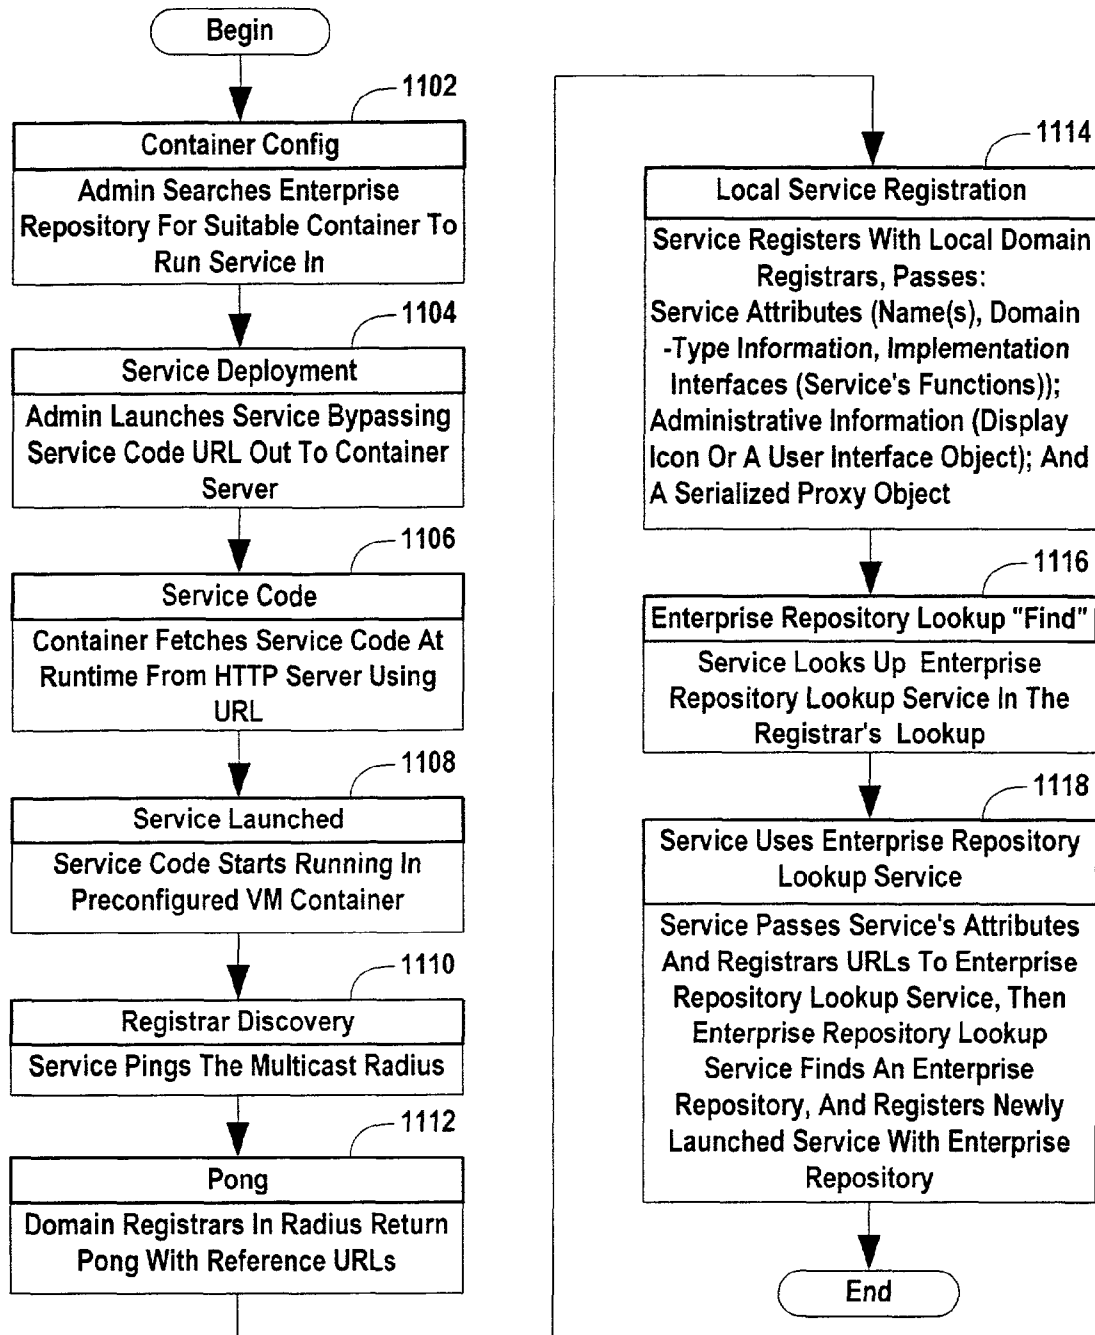 Begin
1102
Container Config
Admin Searches Enterprise
Repository For Suitable Container To
Run Service In
1104
Service Deployment
Admin Launches Service Bypassing
Service Code URL Out To Container
Server
1106
Service Code
Container Fetches Service Code At
Runtime From HTTP Server Using
URL
1108
Service Launched
Service Code Starts Running In
Preconfigured VM Container
1110
Registrar Discovery
Service Pings The Multicast Radius
1112
Pong
Domain Registrars In Radius Return
Pong With Reference URLs
1114
Local Service Registration
Service Registers With Local Domain
Registrars, Passes:
Service Attributes (Name(s), Domain
-Type Information, Implementation
Interfaces (Service's Functions));
Administrative Information (Display
Icon Or A User Interface Object); And
A Serialized Proxy Object
1116
Enterprise Repository Lookup "Find"
Service Looks Up Enterprise
Repository Lookup Service In The
Registrar's Lookup
1118
Service Uses Enterprise Repository
Lookup Service
Service Passes Service's Attributes
And Registrars URLs To Enterprise
Repository Lookup Service, Then
Enterprise Repository Lookup
Service Finds An Enterprise
Repository, And Registers Newly
Launched Service With Enterprise
Repository
End